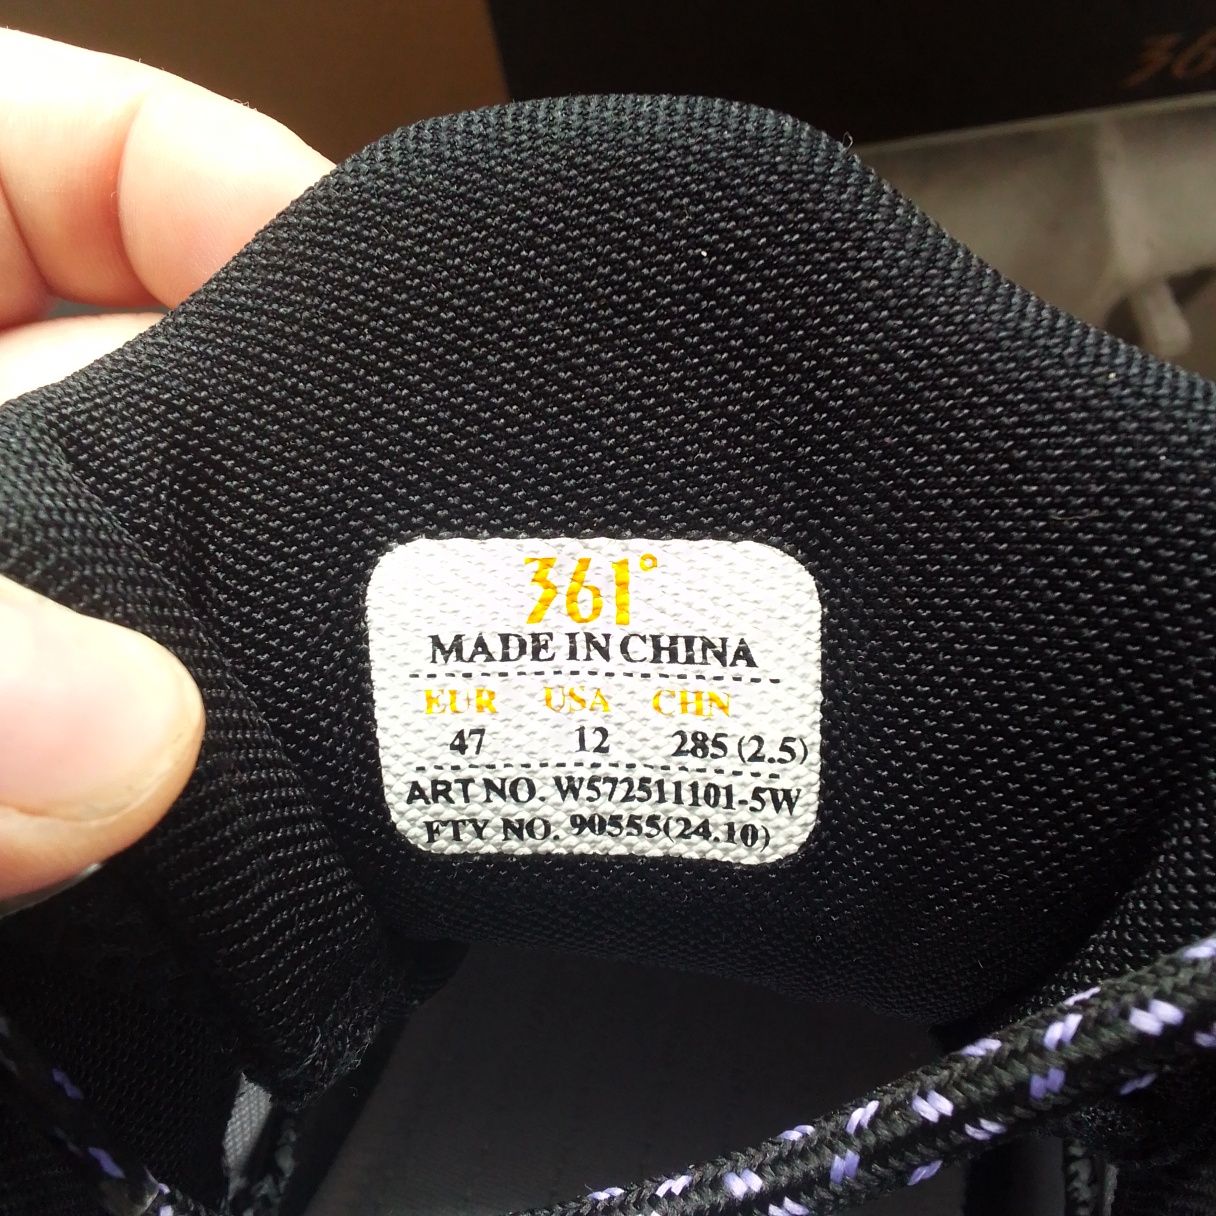 36
361°
MADE IN CHINA
EUR USA CHN
47 12 285 (2.5)
ART NO. W572511101-5W
FTY NO. 90555(24.10)